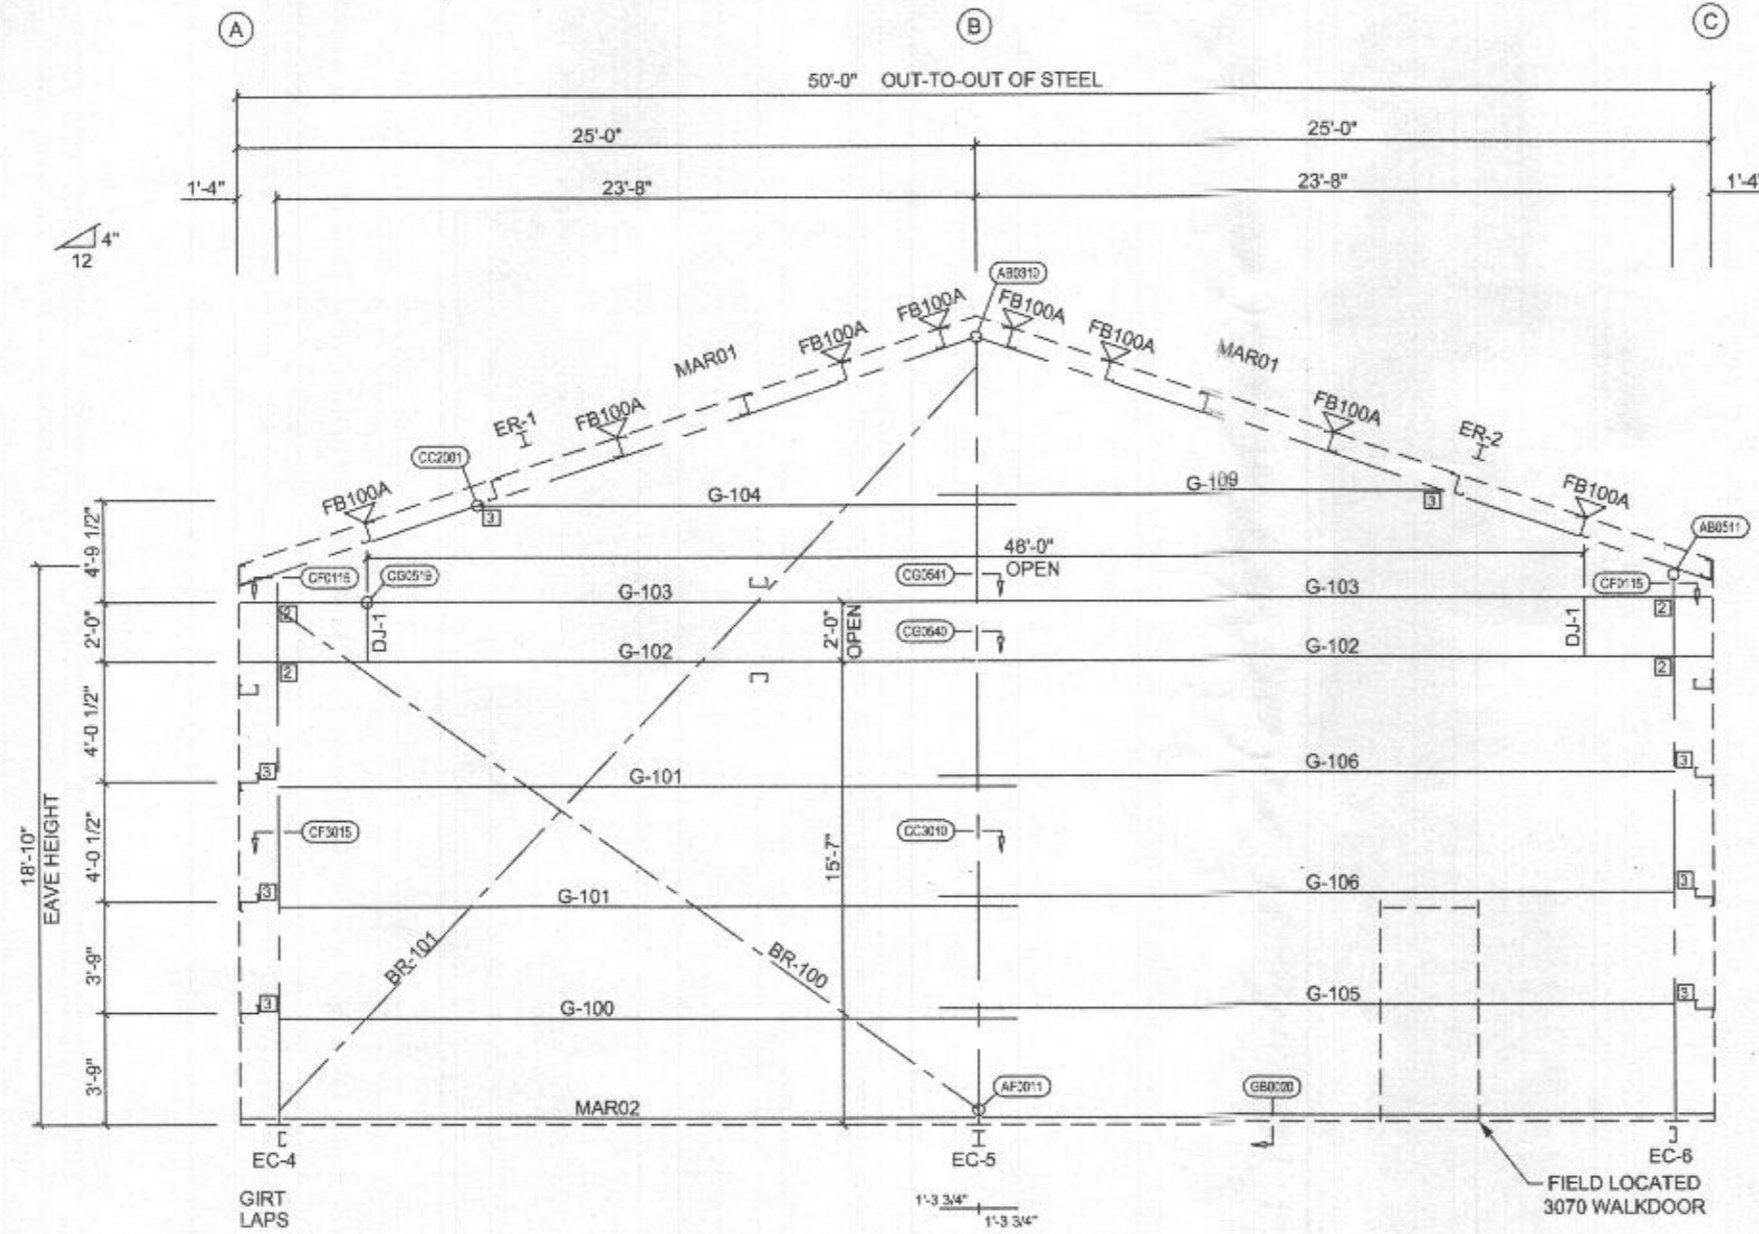 A
B
C
50'-0" OUT-TO-OUT OF STEEL
25'-0"
25'-0"
1'-4"
23'-8"
23'-8"
1'-4"
4"
12
AB0310
FB100A
FB100A
FB100A
FB100A
MAR01
MAR01
ER-1
FB100A
FB100A
ER-2
CC2001
G-104
G-109
3
3
FB100A
FB100A
AB0511
4'-9 1/2"
48'-0"
OPEN
CG0519
CG0541
CF0115
G-103
G-103
2
2
2'-0"
DJ-1
2'-0"
OPEN
CG0540
DJ-1
G-102
G-102
2
2
4'-0 1/2"
3
G-101
G-106
3
18'-10"
EAVE HEIGHT
4'-0 1/2"
CF3015
15'-7"
3
G-101
G-106
3
3'-9"
BR-101
BR-100
3
G-100
G-105
3
3'-9"
MAR02
AF0011
GB0020
EC-4
EC-5
EC-6
GIRT
LAPS
1'-3 3/4"
1'-3 3/4"
FIELD LOCATED
3070 WALKDOOR